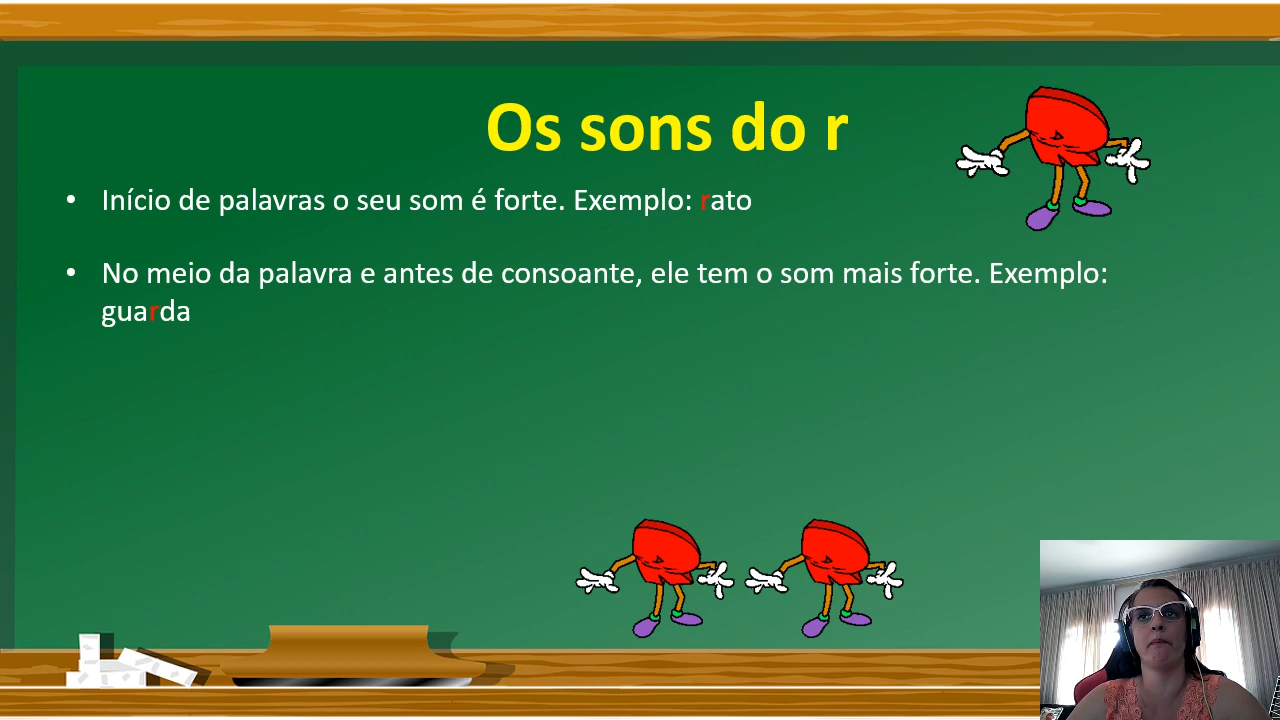 Os sons do r
• Início de palavras o seu som é forte. Exemplo: rato
• No meio da palavra e antes de consoante, ele tem o som mais forte. Exemplo:
guarda